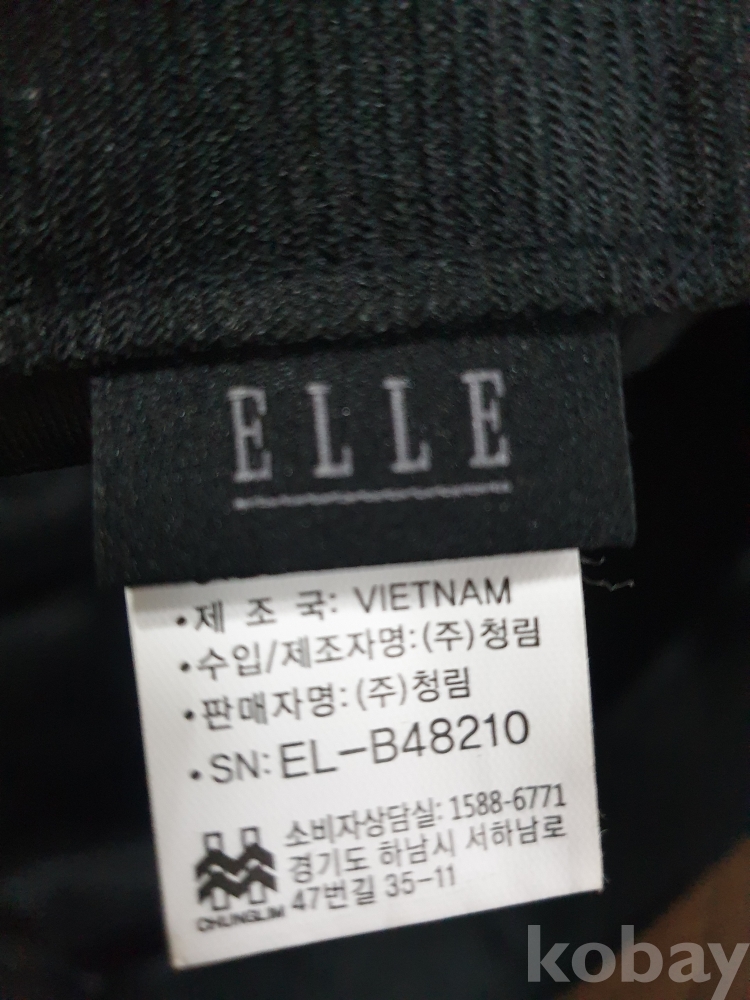 ELLE
•제 조 국: VIETNAM
•수입/제조자명:(주)청림
•판매자명:(주)청림
•SN: EL-B48210
소비자상담실: 1588-6771
경기도 하남시 서하남로
47번길 35-11
CHUNGLIM
kobay